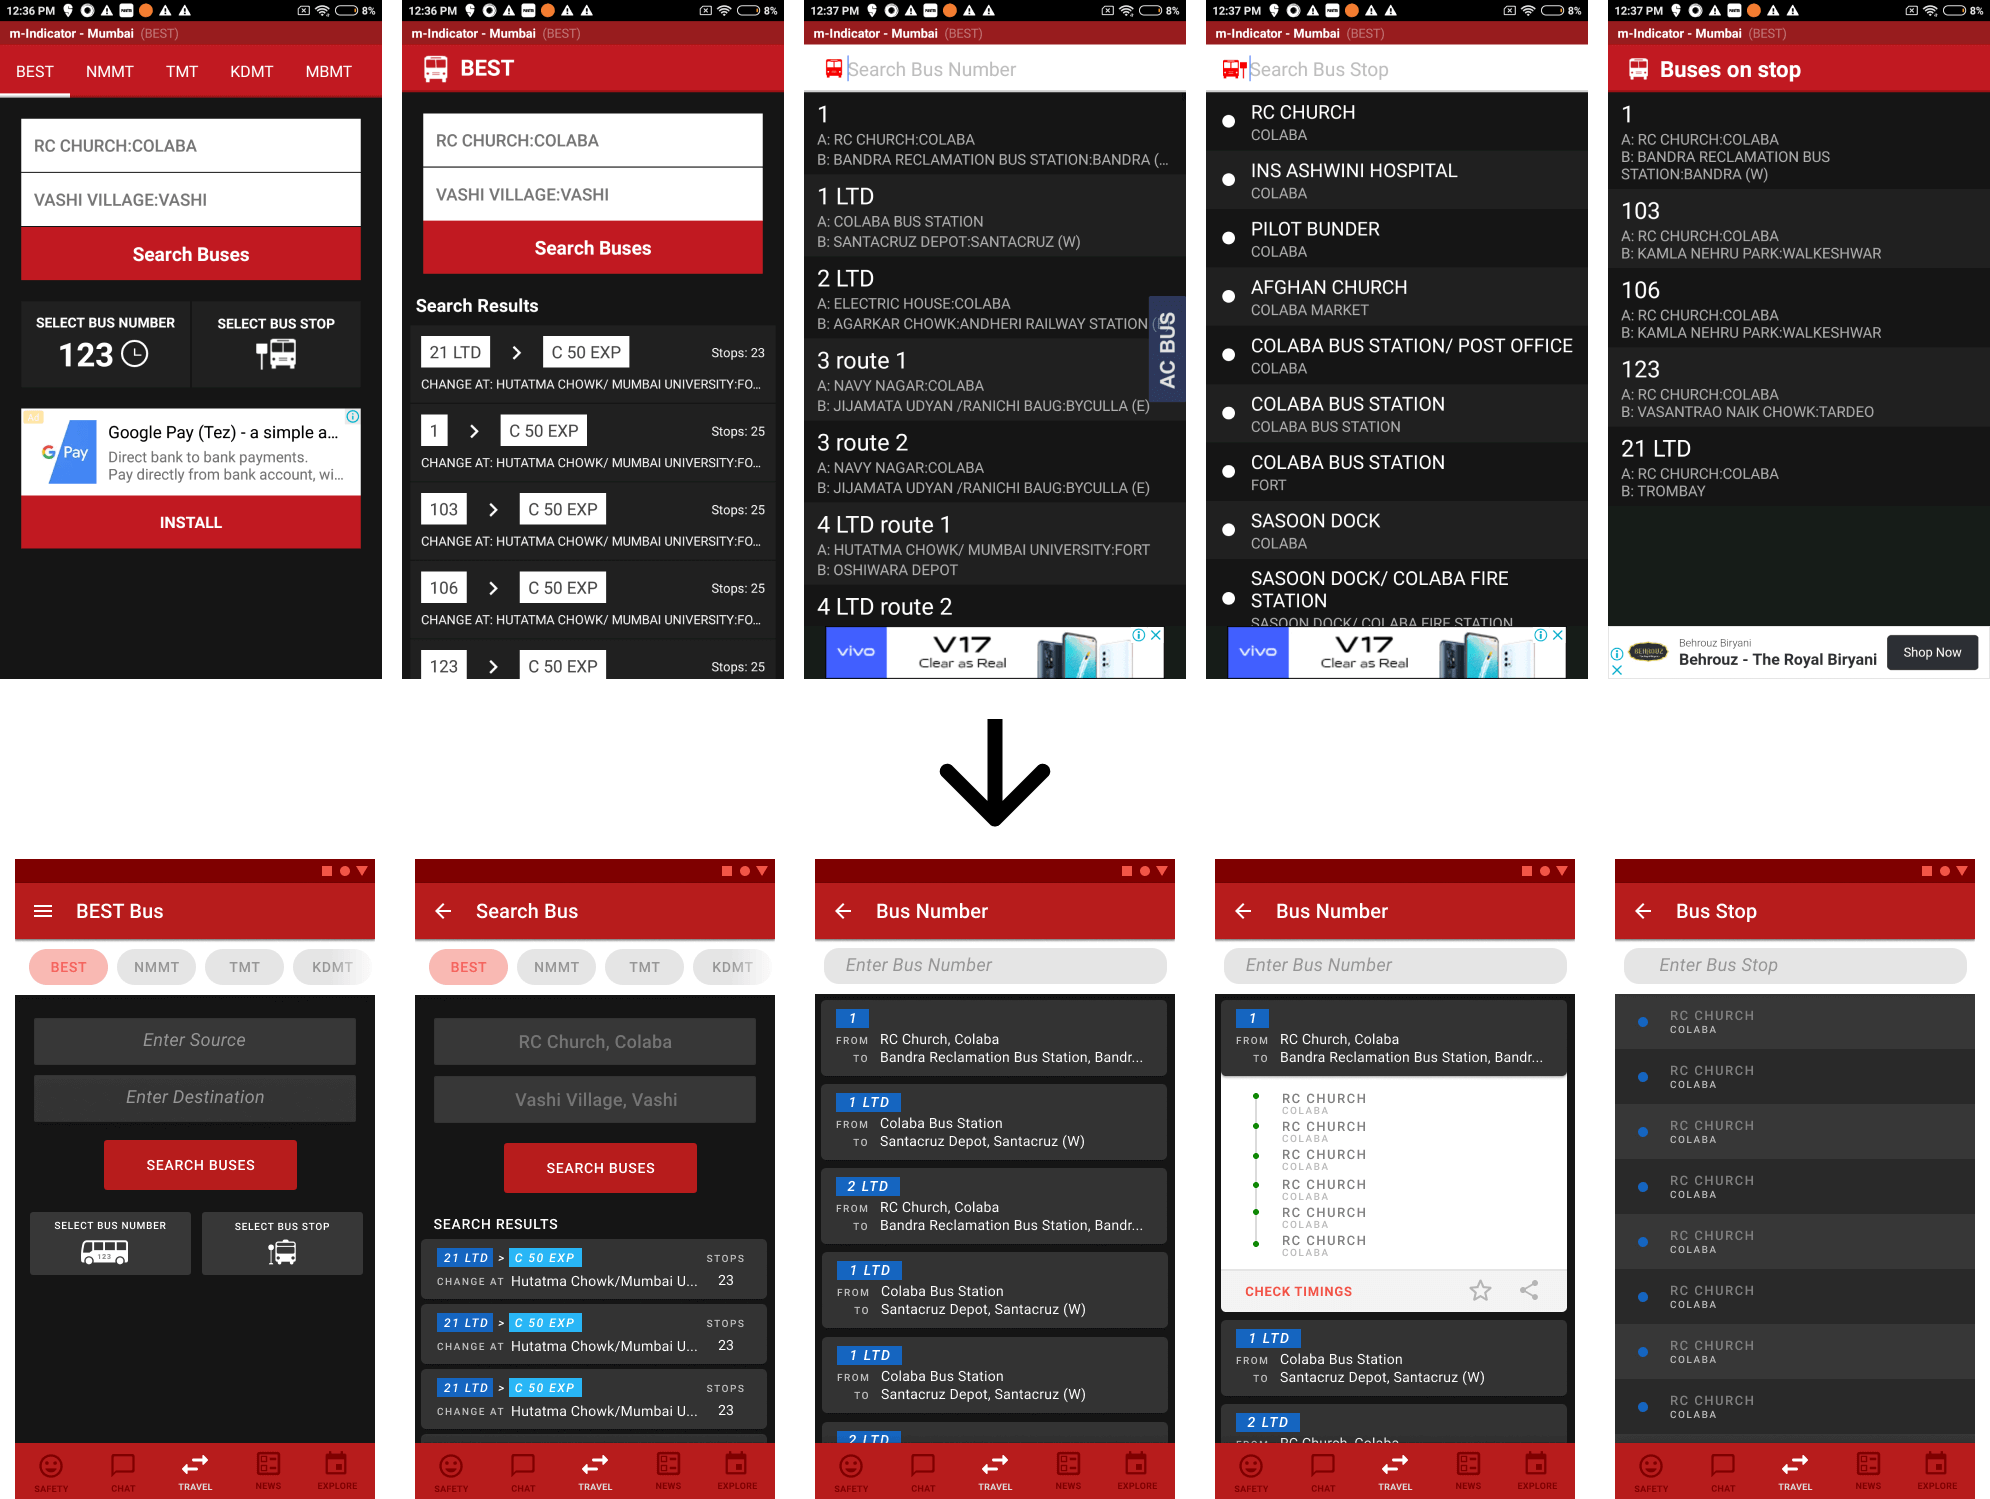 12:36 PM
8%
m-Indicator - Mumbai (BEST)
BEST NMMT TMT KDMT MBMT
RC CHURCH:COLABA
VASHI VILLAGE:VASHI
Search Buses
SELECT BUS NUMBER
123
SELECT BUS STOP
Ad
G Pay
Google Pay (Tez) - a simple a...
Direct bank to bank payments.
Pay directly from bank account, wi...
INSTALL
12:36 PM
8%
m-Indicator - Mumbai (BEST)
BEST
RC CHURCH:COLABA
VASHI VILLAGE:VASHI
Search Buses
Search Results
21 LTD > C 50 EXP Stops: 23
CHANGE AT: HUTATMA CHOWK/ MUMBAI UNIVERSITY:FO...
1 > C 50 EXP Stops: 25
CHANGE AT: HUTATMA CHOWK/ MUMBAI UNIVERSITY:FO...
103 > C 50 EXP Stops: 25
CHANGE AT: HUTATMA CHOWK/ MUMBAI UNIVERSITY:FO...
106 > C 50 EXP Stops: 25
CHANGE AT: HUTATMA CHOWK/ MUMBAI UNIVERSITY:FO...
123 > C 50 EXP Stops: 25
12:37 PM
8%
m-Indicator - Mumbai (BEST)
Search Bus Number
1
A: RC CHURCH:COLABA
B: BANDRA RECLAMATION BUS STATION:BANDRA (...
1 LTD
A: COLABA BUS STATION
B: SANTACRUZ DEPOT:SANTACRUZ (W)
2 LTD
A: ELECTRIC HOUSE:COLABA
B: AGARKAR CHOWK:ANDHERI RAILWAY STATION (
AC BUS
3 route 1
A: NAVY NAGAR:COLABA
B: JIJAMATA UDYAN /RANICHI BAUG:BYCULLA (E)
3 route 2
A: NAVY NAGAR:COLABA
B: JIJAMATA UDYAN /RANICHI BAUG:BYCULLA (E)
4 LTD route 1
A: HUTATMA CHOWK/ MUMBAI UNIVERSITY:FORT
B: OSHIWARA DEPOT
4 LTD route 2
vivo
V17
Clear as Real
12:37 PM
8%
m-Indicator - Mumbai (BEST)
Search Bus Stop
RC CHURCH
COLABA
INS ASHWINI HOSPITAL
COLABA
PILOT BUNDER
COLABA
AFGHAN CHURCH
COLABA MARKET
COLABA BUS STATION/ POST OFFICE
COLABA
COLABA BUS STATION
COLABA BUS STATION
COLABA BUS STATION
FORT
SASOON DOCK
COLABA
SASOON DOCK/ COLABA FIRE
STATION
SASOON DOCK/ COLABA FIRE STATION
vivo
V17
Clear as Real
12:37 PM
8%
m-Indicator - Mumbai (BEST)
Buses on stop
1
A: RC CHURCH:COLABA
B: BANDRA RECLAMATION BUS
STATION:BANDRA (W)
103
A: RC CHURCH:COLABA
B: KAMLA NEHRU PARK:WALKESHWAR
106
A: RC CHURCH:COLABA
B: KAMLA NEHRU PARK:WALKESHWAR
123
A: RC CHURCH:COLABA
B: VASANTRAO NAIK CHOWK:TARDEO
21 LTD
A: RC CHURCH:COLABA
B: TROMBAY
BEHROUZ
Behrouz Biryani
Behrouz - The Royal Biryani
Shop Now
BEST Bus
BEST NMMT TMT KDMT
Enter Source
Enter Destination
SEARCH BUSES
SELECT BUS NUMBER
123
SELECT BUS STOP
SAFETY CHAT TRAVEL NEWS EXPLORE
Search Bus
BEST NMMT TMT KDMT
RC Church, Colaba
Vashi Village, Vashi
SEARCH BUSES
SEARCH RESULTS
21 LTD > C 50 EXP STOPS
CHANGE AT Hutatma Chowk/Mumbai U... 23
21 LTD > C 50 EXP STOPS
CHANGE AT Hutatma Chowk/Mumbai U... 23
21 LTD > C 50 EXP STOPS
CHANGE AT Hutatma Chowk/Mumbai U... 23
SAFETY CHAT TRAVEL NEWS EXPLORE
Bus Number
Enter Bus Number
1
FROM RC Church, Colaba
TO Bandra Reclamation Bus Station, Bandr...
1 LTD
FROM Colaba Bus Station
TO Santacruz Depot, Santacruz (W)
2 LTD
FROM RC Church, Colaba
TO Bandra Reclamation Bus Station, Bandr...
1 LTD
FROM Colaba Bus Station
TO Santacruz Depot, Santacruz (W)
1 LTD
FROM Colaba Bus Station
TO Santacruz Depot, Santacruz (W)
2 LTD
SAFETY CHAT TRAVEL NEWS EXPLORE
Bus Number
Enter Bus Number
1
FROM RC Church, Colaba
TO Bandra Reclamation Bus Station, Bandr...
RC CHURCH
COLABA
RC CHURCH
COLABA
RC CHURCH
COLABA
RC CHURCH
COLABA
RC CHURCH
COLABA
RC CHURCH
COLABA
CHECK TIMINGS
1 LTD
FROM Colaba Bus Station
TO Santacruz Depot, Santacruz (W)
2 LTD
FROM RC Church, Colaba
SAFETY CHAT TRAVEL NEWS EXPLORE
Bus Stop
Enter Bus Stop
RC CHURCH
COLABA
RC CHURCH
COLABA
RC CHURCH
COLABA
RC CHURCH
COLABA
RC CHURCH
COLABA
RC CHURCH
COLABA
RC CHURCH
COLABA
RC CHURCH
COLABA
SAFETY CHAT TRAVEL NEWS EXPLORE